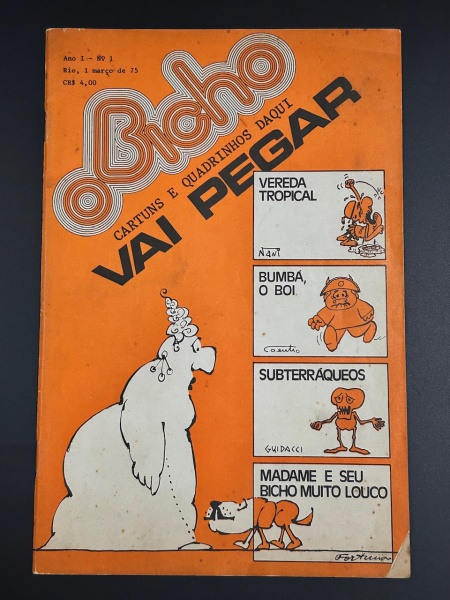 Ano I - Nº 1
Rio, 1 março de 75
CR$ 4,00
O Bicho
CARTUNS E QUADRINHOS DAQUI
VAI PEGAR
VEREDA
TROPICAL
NANI
BUMBÁ,
O BOI
Coentro
SUBTERRÁQUEOS
GUIDACCI
MADAME E SEU
BICHO MUITO LOUCO
Fortuna